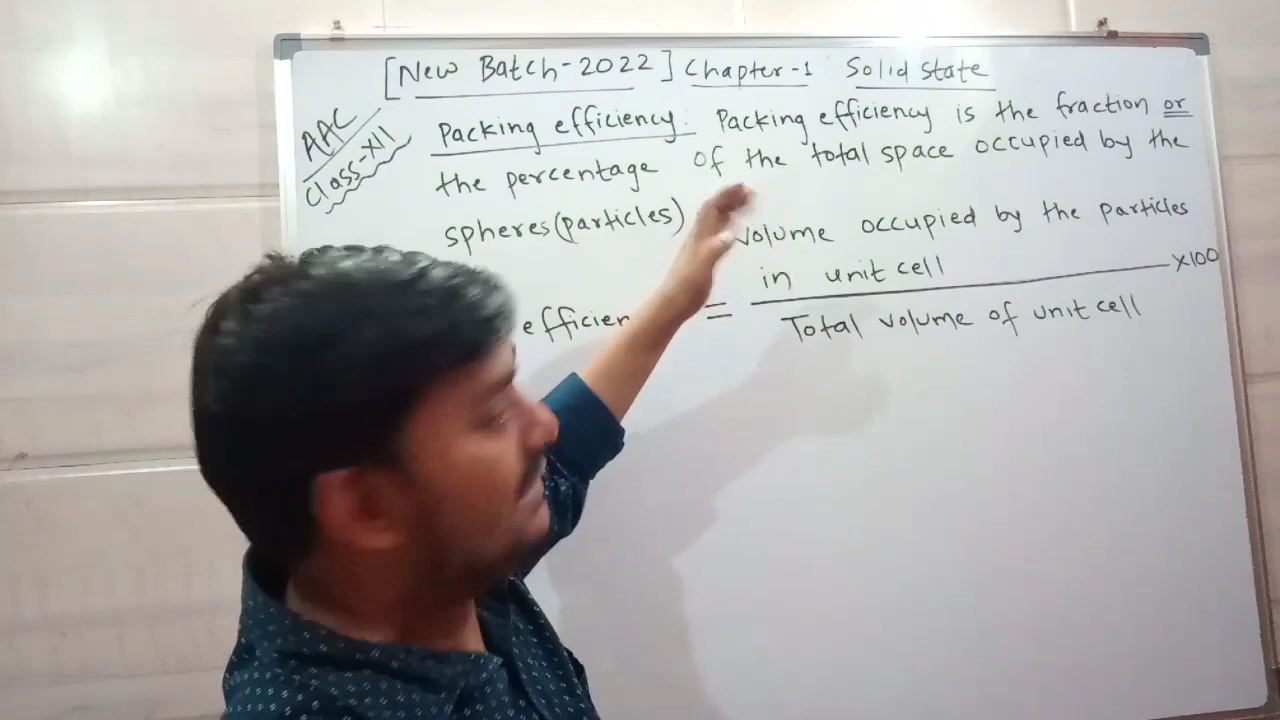 [New Batch-2022] Chapter-1 Solid State
AAC
Class-XII
Packing efficiency: Packing efficiency is the fraction or
the percentage of the total space occupied by the
spheres(particles)
volume occupied by the particles
in unit cell
efficien = ×100
Total volume of unit cell